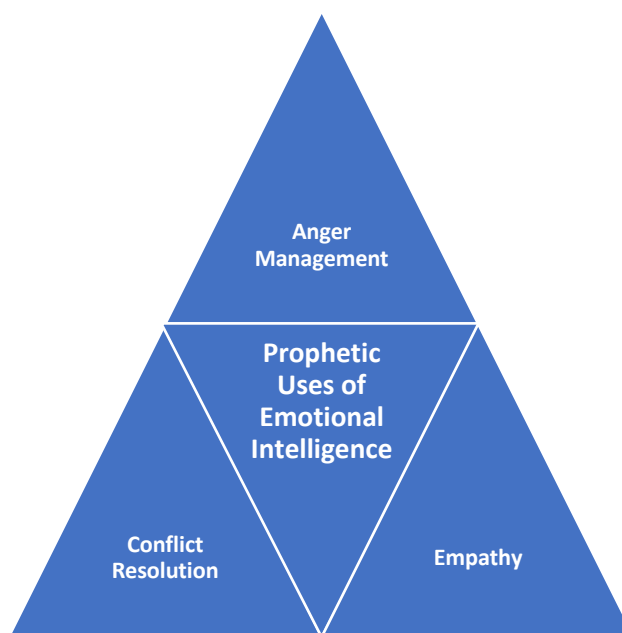 Anger
Management
Prophetic
Uses of
Emotional
Intelligence
Conflict
Resolution
Empathy